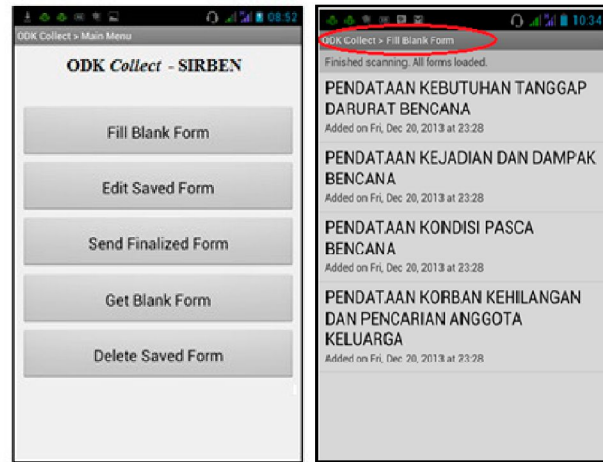 08:52
ODK Collect > Main Menu
ODK Collect - SIRBEN
Fill Blank Form
Edit Saved Form
Send Finalized Form
Get Blank Form
Delete Saved Form
10:34
ODK Collect > Fill Blank Form
Finished scanning. All forms loaded.
PENDATAAN KEBUTUHAN TANGGAP
DARURAT BENCANA
Added on Fri, Dec 20, 2013 at 23:28
PENDATAAN KEJADIAN DAN DAMPAK
BENCANA
Added on Fri, Dec 20, 2013 at 23:28
PENDATAAN KONDISI PASCA
BENCANA
Added on Fri, Dec 20, 2013 at 23:28
PENDATAAN KORBAN KEHILANGAN
DAN PENCARIAN ANGGOTA
KELUARGA
Added on Fri, Dec 20, 2013 at 23:28